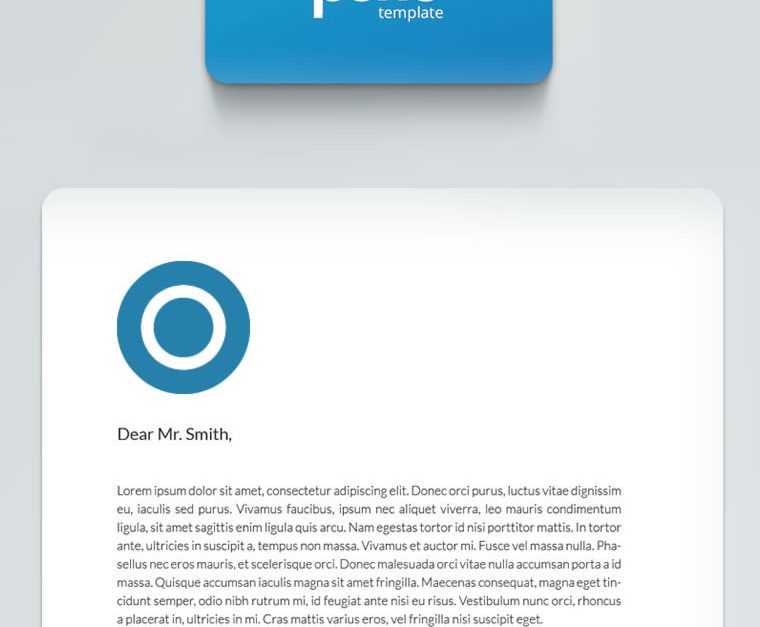 template
Dear Mr. Smith,
Lorem ipsum dolor sit amet, consectetur adipiscing elit. Donec orci purus, luctus vitae dignissim
eu, iaculis sed purus. Vivamus faucibus, ipsum nec aliquet viverra, leo mauris condimentum
ligula, sit amet sagittis enim ligula quis arcu. Nam egestas tortor id nisi porttitor mattis. In tortor
ante, ultricies in suscipit a, tempus non massa. Vivamus et auctor mi. Fusce vel massa nulla. Pha-
sellus nec eros mauris, et scelerisque orci. Donec malesuada orci vitae nulla accumsan porta a id
massa. Quisque accumsan iaculis magna sit amet fringilla. Maecenas consequat, magna eget tin-
cidunt semper, odio nibh rutrum mi, id feugiat ante nisi eu risus. Vestibulum nunc orci, rhoncus
a placerat in, ultricies in mi. Cras mattis varius eros, vel fringilla nisi suscipit eget.